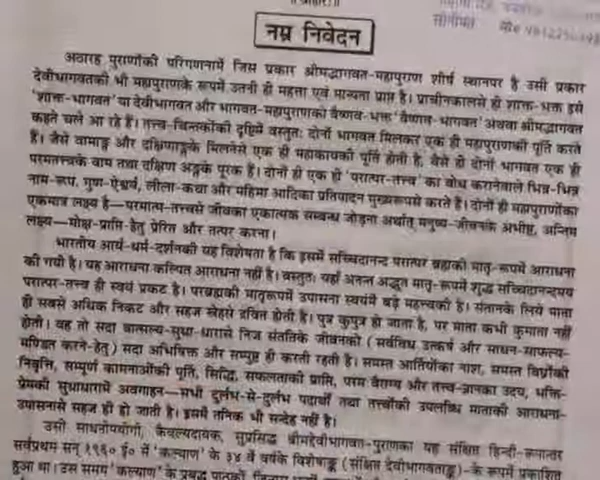 ॥ श्रीहरिः ॥
नम्र निवेदन
अठारह पुराणोंकी परिगणनामें जिस प्रकार श्रीमद्भागवत-महापुराण शीर्ष स्थानपर है उसी प्रकार
देवीभागवतकी भी महापुराणके रूपमें उतनी ही महत्ता एवं मान्यता प्राप्त है। प्राचीनकालसे ही शाक्त-भक्त इसे
'शाक्त-भागवत' या देवीभागवत और भागवत-महापुराणको वैष्णव-भक्त 'वैष्णव-भागवत' अथवा श्रीमद्भागवत
कहते चले आ रहे हैं। तत्त्व-चिन्तकोंकी दृष्टिमें वस्तुतः दोनों भागवत मिलकर एक ही महापुराणकी पूर्ति करते
हैं। जैसे वामाङ्ग और दक्षिणाङ्गके मिलनेसे एक ही महाकायकी पूर्ति होती है, वैसे ही दोनों भागवत एक ही
परमतत्त्वके वाम तथा दक्षिण अङ्गके पूरक हैं। दोनों ही एक ही 'परात्पर-तत्त्व' का बोध करानेवाले भिन्न-भिन्न
नाम-रूप, गुण-ऐश्वर्य, लीला-कथा और महिमा आदिका प्रतिपादन मुख्यरूपसे करते हैं। दोनों ही महापुराणोंका
एकमात्र लक्ष्य है—परमात्म-तत्त्वसे जीवका एकात्मक सम्बन्ध जोड़ना अर्थात् मनुष्य-जीवनके अभीष्ट, अन्तिम
लक्ष्य—मोक्ष-प्राप्ति-हेतु प्रेरित और तत्पर करना।
भारतीय आर्य-धर्म-दर्शनकी यह विशेषता है कि इसमें सच्चिदानन्द परात्पर ब्रह्मकी मातृ-रूपमें आराधना
की गयी है। यह आराधना कल्पित आराधना नहीं है। वस्तुतः यहाँ अनन्त अद्भुत मातृ-रूपमें शुद्ध सच्चिदानन्दमय
परात्पर-तत्त्व ही स्वयं प्रकट है। परब्रह्मकी मातृरूपमें उपासना स्वयंमें बड़े महत्त्वकी है। संतानके लिये माता
ही सबसे अधिक निकट और सहज स्नेहसे द्रवित होती है। पुत्र कुपुत्र हो जाता है, पर माता कभी कुमाता नहीं
होती। वह तो सदा वात्सल्य-सुधा-धारासे निज संततिके जीवनको (सर्वविध उत्कर्ष और साधन-साफल्य-
मण्डित करने-हेतु) सदा अभिषिक्त और सम्पुष्ट ही करती रहती है। समस्त आर्तियोंका नाश, समस्त विघ्नोंकी
निवृत्ति, सम्पूर्ण कामनाओंकी पूर्ति, सिद्धि, सफलताकी प्राप्ति, परम वैराग्य और तत्त्व-ज्ञानका उदय, भक्ति-
प्रेमकी सुधाधारामें अवगाहन—सभी दुर्लभ-से-दुर्लभ पदार्थों तथा तत्त्वोंकी उपलब्धि माताकी आराधना-
उपासनासे सहज ही हो जाती है। इसमें तनिक भी सन्देह नहीं है।
उसी साधनोपयोगी, कैवल्यदायक, सुप्रसिद्ध श्रीमद्देवीभागवत-पुराणका यह संक्षिप्त हिन्दी-रूपान्तर
सर्वप्रथम सन् १९६० ई० में 'कल्याण' के ३४ वें वर्षके विशेषाङ्क (संक्षिप्त देवीभागवताङ्क)-के रूपमें प्रकाशित
हुआ था। उस समय 'कल्याण' के प्रबुद्ध पाठकों